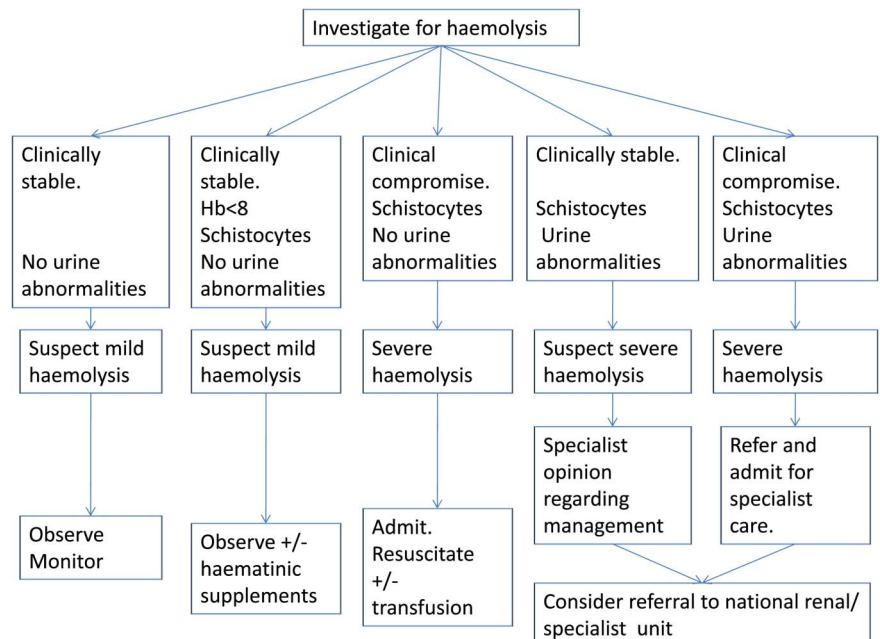 Investigate for haemolysis
Clinically
stable.
No urine
abnormalities
Clinically
stable.
Hb<8
Schistocytes
No urine
abnormalities
Clinical
compromise.
Schistocytes
No urine
abnormalities
Clinically stable.
Schistocytes
Urine
abnormalities
Clinical
compromise.
Schistocytes
Urine
abnormalities
Suspect mild
haemolysis
Suspect mild
haemolysis
Severe
haemolysis
Suspect severe
haemolysis
Severe
haemolysis
Specialist
opinion
regarding
management
Refer and
admit for
specialist
care.
Observe
Monitor
Observe +/-
haematinic
supplements
Admit.
Resuscitate
+/-
transfusion
Consider referral to national renal/
specialist unit